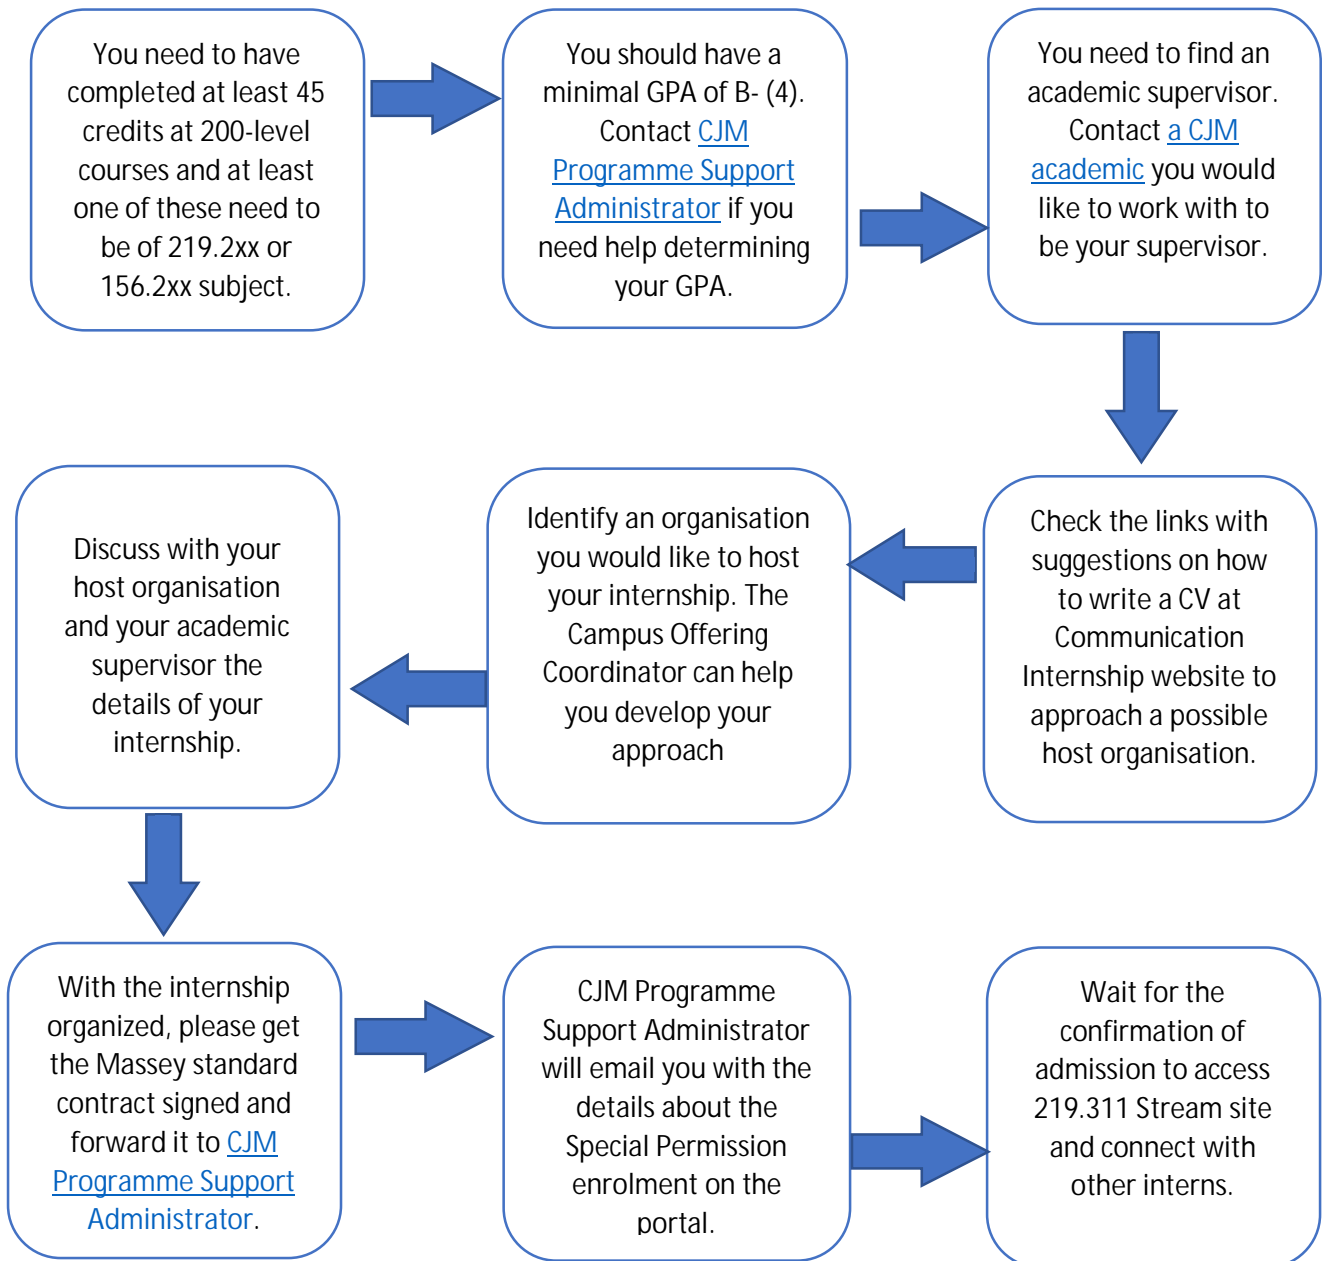 You need to have
completed at least 45
credits at 200-level
courses and at least
one of these need to
be of 219.2xx or
156.2xx subject.
You should have a
minimal GPA of B- (4).
Contact CJM
Programme Support
Administrator if you
need help determining
your GPA.
You need to find an
academic supervisor.
Contact a CJM
academic you would
like to work with to
be your supervisor.
Check the links with
suggestions on how
to write a CV at
Communication
Internship website to
approach a possible
host organisation.
Identify an organisation
you would like to host
your internship. The
Campus Offering
Coordinator can help
you develop your
approach
Discuss with your
host organisation
and your academic
supervisor the
details of your
internship.
With the internship
organized, please get
the Massey standard
contract signed and
forward it to CJM
Programme Support
Administrator.
CJM Programme
Support Administrator
will email you with the
details about the
Special Permission
enrolment on the
portal.
Wait for the
confirmation of
admission to access
219.311 Stream site
and connect with
other interns.